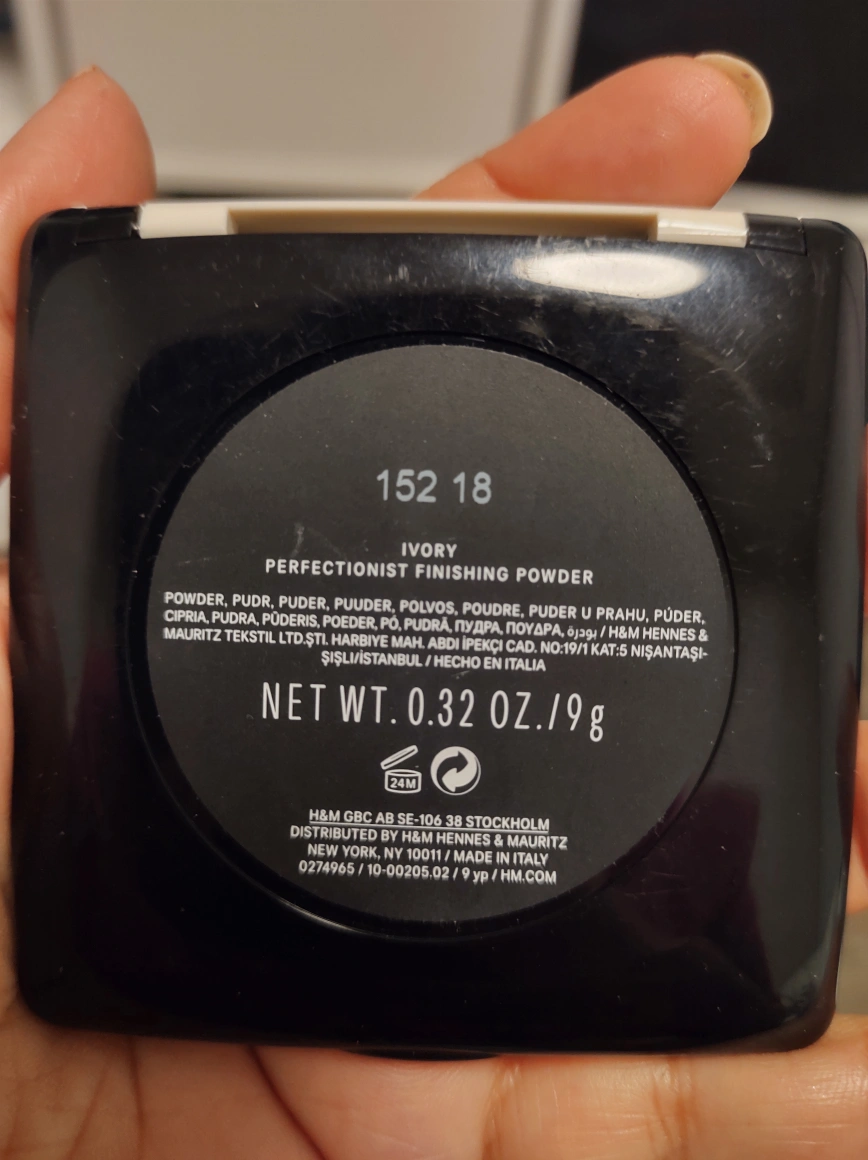 152 18
IVORY
PERFECTIONIST FINISHING POWDER
POWDER, PUDR, PUDER, PUUDER, POLVOS, POUDRE, PUDER U PRAHU, PÚDER,
CIPRIA, PUDRA, PŪDERIS, POEDER, PÓ, PUDRĂ, ПУДРА, ΠΟΥΔΡΑ, بودرة / H&M HENNES &
MAURITZ TEKSTIL LTD.ŞTI. HARBIYE MAH. ABDI İPEKÇI CAD. NO:19/1 KAT:5 NIŞANTAŞI-
ŞIŞLI/İSTANBUL / HECHO EN ITALIA
NET WT. 0.32 OZ./9 g
24M
H&M GBC AB SE-106 38 STOCKHOLM
DISTRIBUTED BY H&M HENNES & MAURITZ
NEW YORK, NY 10011 / MADE IN ITALY
0274965 / 10-00205.02 / 9 yp / HM.COM